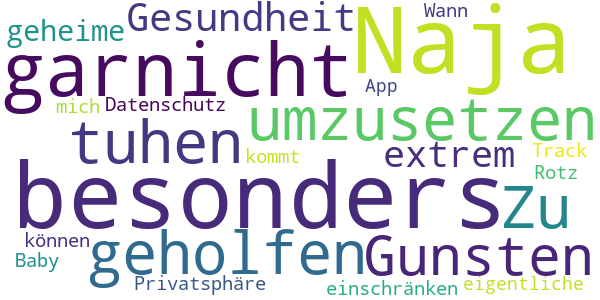 Gesundheit Wann
geheime Naja
garnicht App
mich Datenschutz umzusetzen
tuhen kommt extrem Track
besonders Rotz
Zu
können geholfen Gunsten
Baby
Privatsphäre einschränken eigentliche